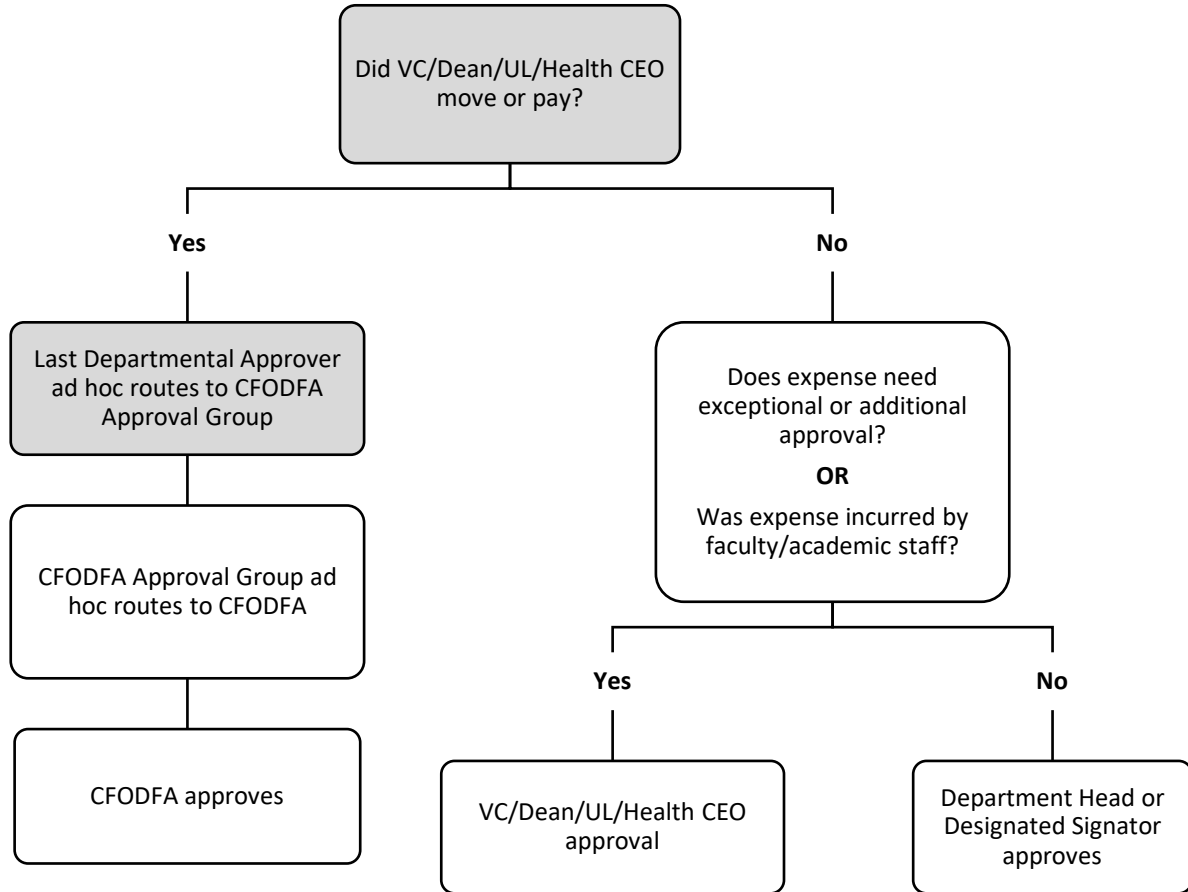 Did VC/Dean/UL/Health CEO
move or pay?
Yes
No
Last Departmental Approver
ad hoc routes to CFODFA
Approval Group
Does expense need
exceptional or additional
approval?
OR
Was expense incurred by
faculty/academic staff?
CFODFA Approval Group ad
hoc routes to CFODFA
Yes
No
CFODFA approves
VC/Dean/UL/Health CEO
approval
Department Head or
Designated Signator
approves